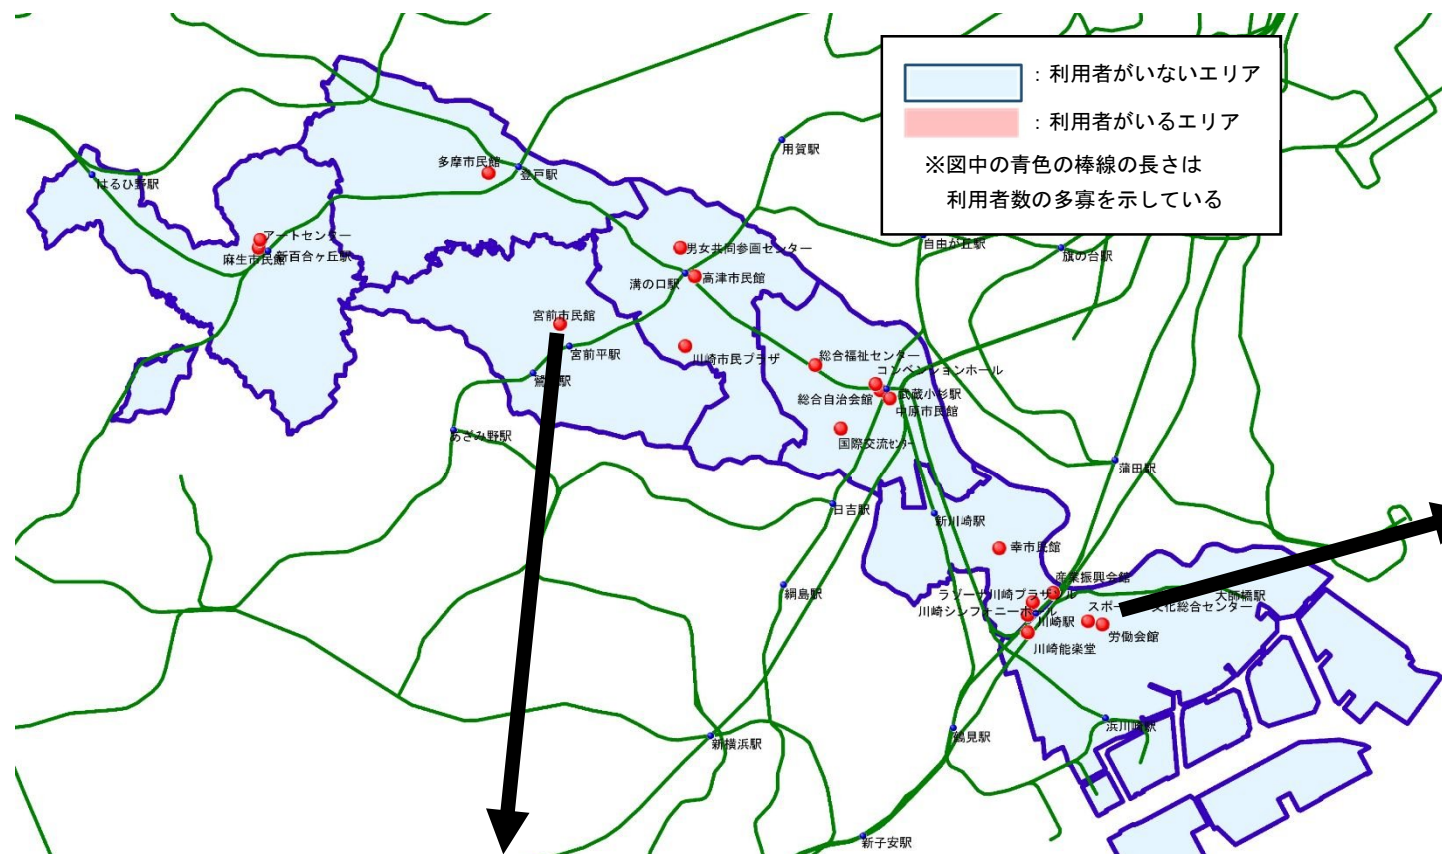 ：利用者がいないエリア
：利用者がいるエリア
※図中の青色の棒線の長さは
利用者数の多寡を示している
用賀駅
多摩市民館
登戸駅
はるひ野駅
アートセンター
麻生市民館
新百合ヶ丘駅
男女共同参画センター
自由が丘駅
旗の台駅
溝の口駅
高津市民館
宮前市民館
宮前平駅
川崎市民プラザ
総合福祉センター
コンベンションホール
鷺
駅
総合自治会館
武蔵小杉駅
中原市民館
あざみ野駅
国際交流センター
蒲田駅
日吉駅
新川崎駅
幸市民館
産業振興会館
綱島駅
ラゾーナ川崎プラザ
ル
大師橋駅
川崎シンフォニーホール
スポー
文化総合センター
川崎駅
労働会館
川崎能楽堂
浜川崎駅
新横浜駅
鶴見駅
新子安駅